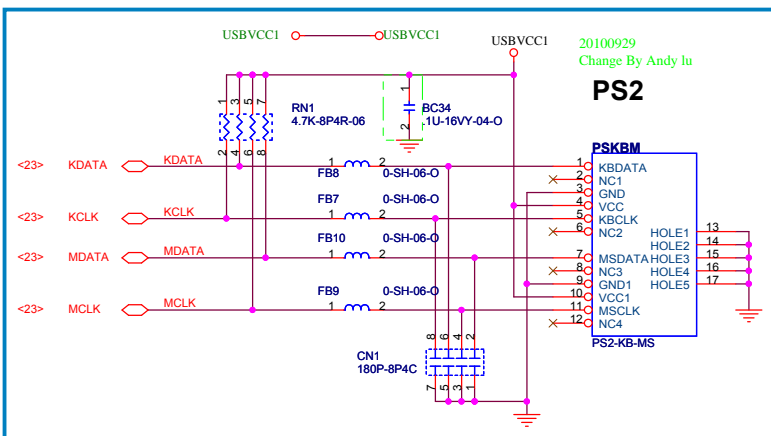 USBVCC1 USBVCC1 USBVCC1
20100929
Change By Andy lu
PS2
1 3 5 7
RN1
4.7K-8P4R-06
2 4 6 8
1
BC34
.1U-16VY-04-O
2
PSKBM
<23> KDATA KDATA 1 2 1 KBDATA
FB8 0-SH-06-O
2 NC1
3 GND
4 VCC
FB7 0-SH-06-O
<23> KCLK KCLK 1 2 5 KBCLK
6 NC2
HOLE1 13
FB10 0-SH-06-O
HOLE2 14
<23> MDATA MDATA 1 2 7 MSDATA HOLE3 15
8 NC3 HOLE4 16
9 GND1 HOLE5 17
FB9 0-SH-06-O
10 VCC1
<23> MCLK MCLK 1 2 11 MSCLK
12 NC4
PS2-KB-MS
8 6 4 2
CN1
180P-8P4C
7 5 3 1